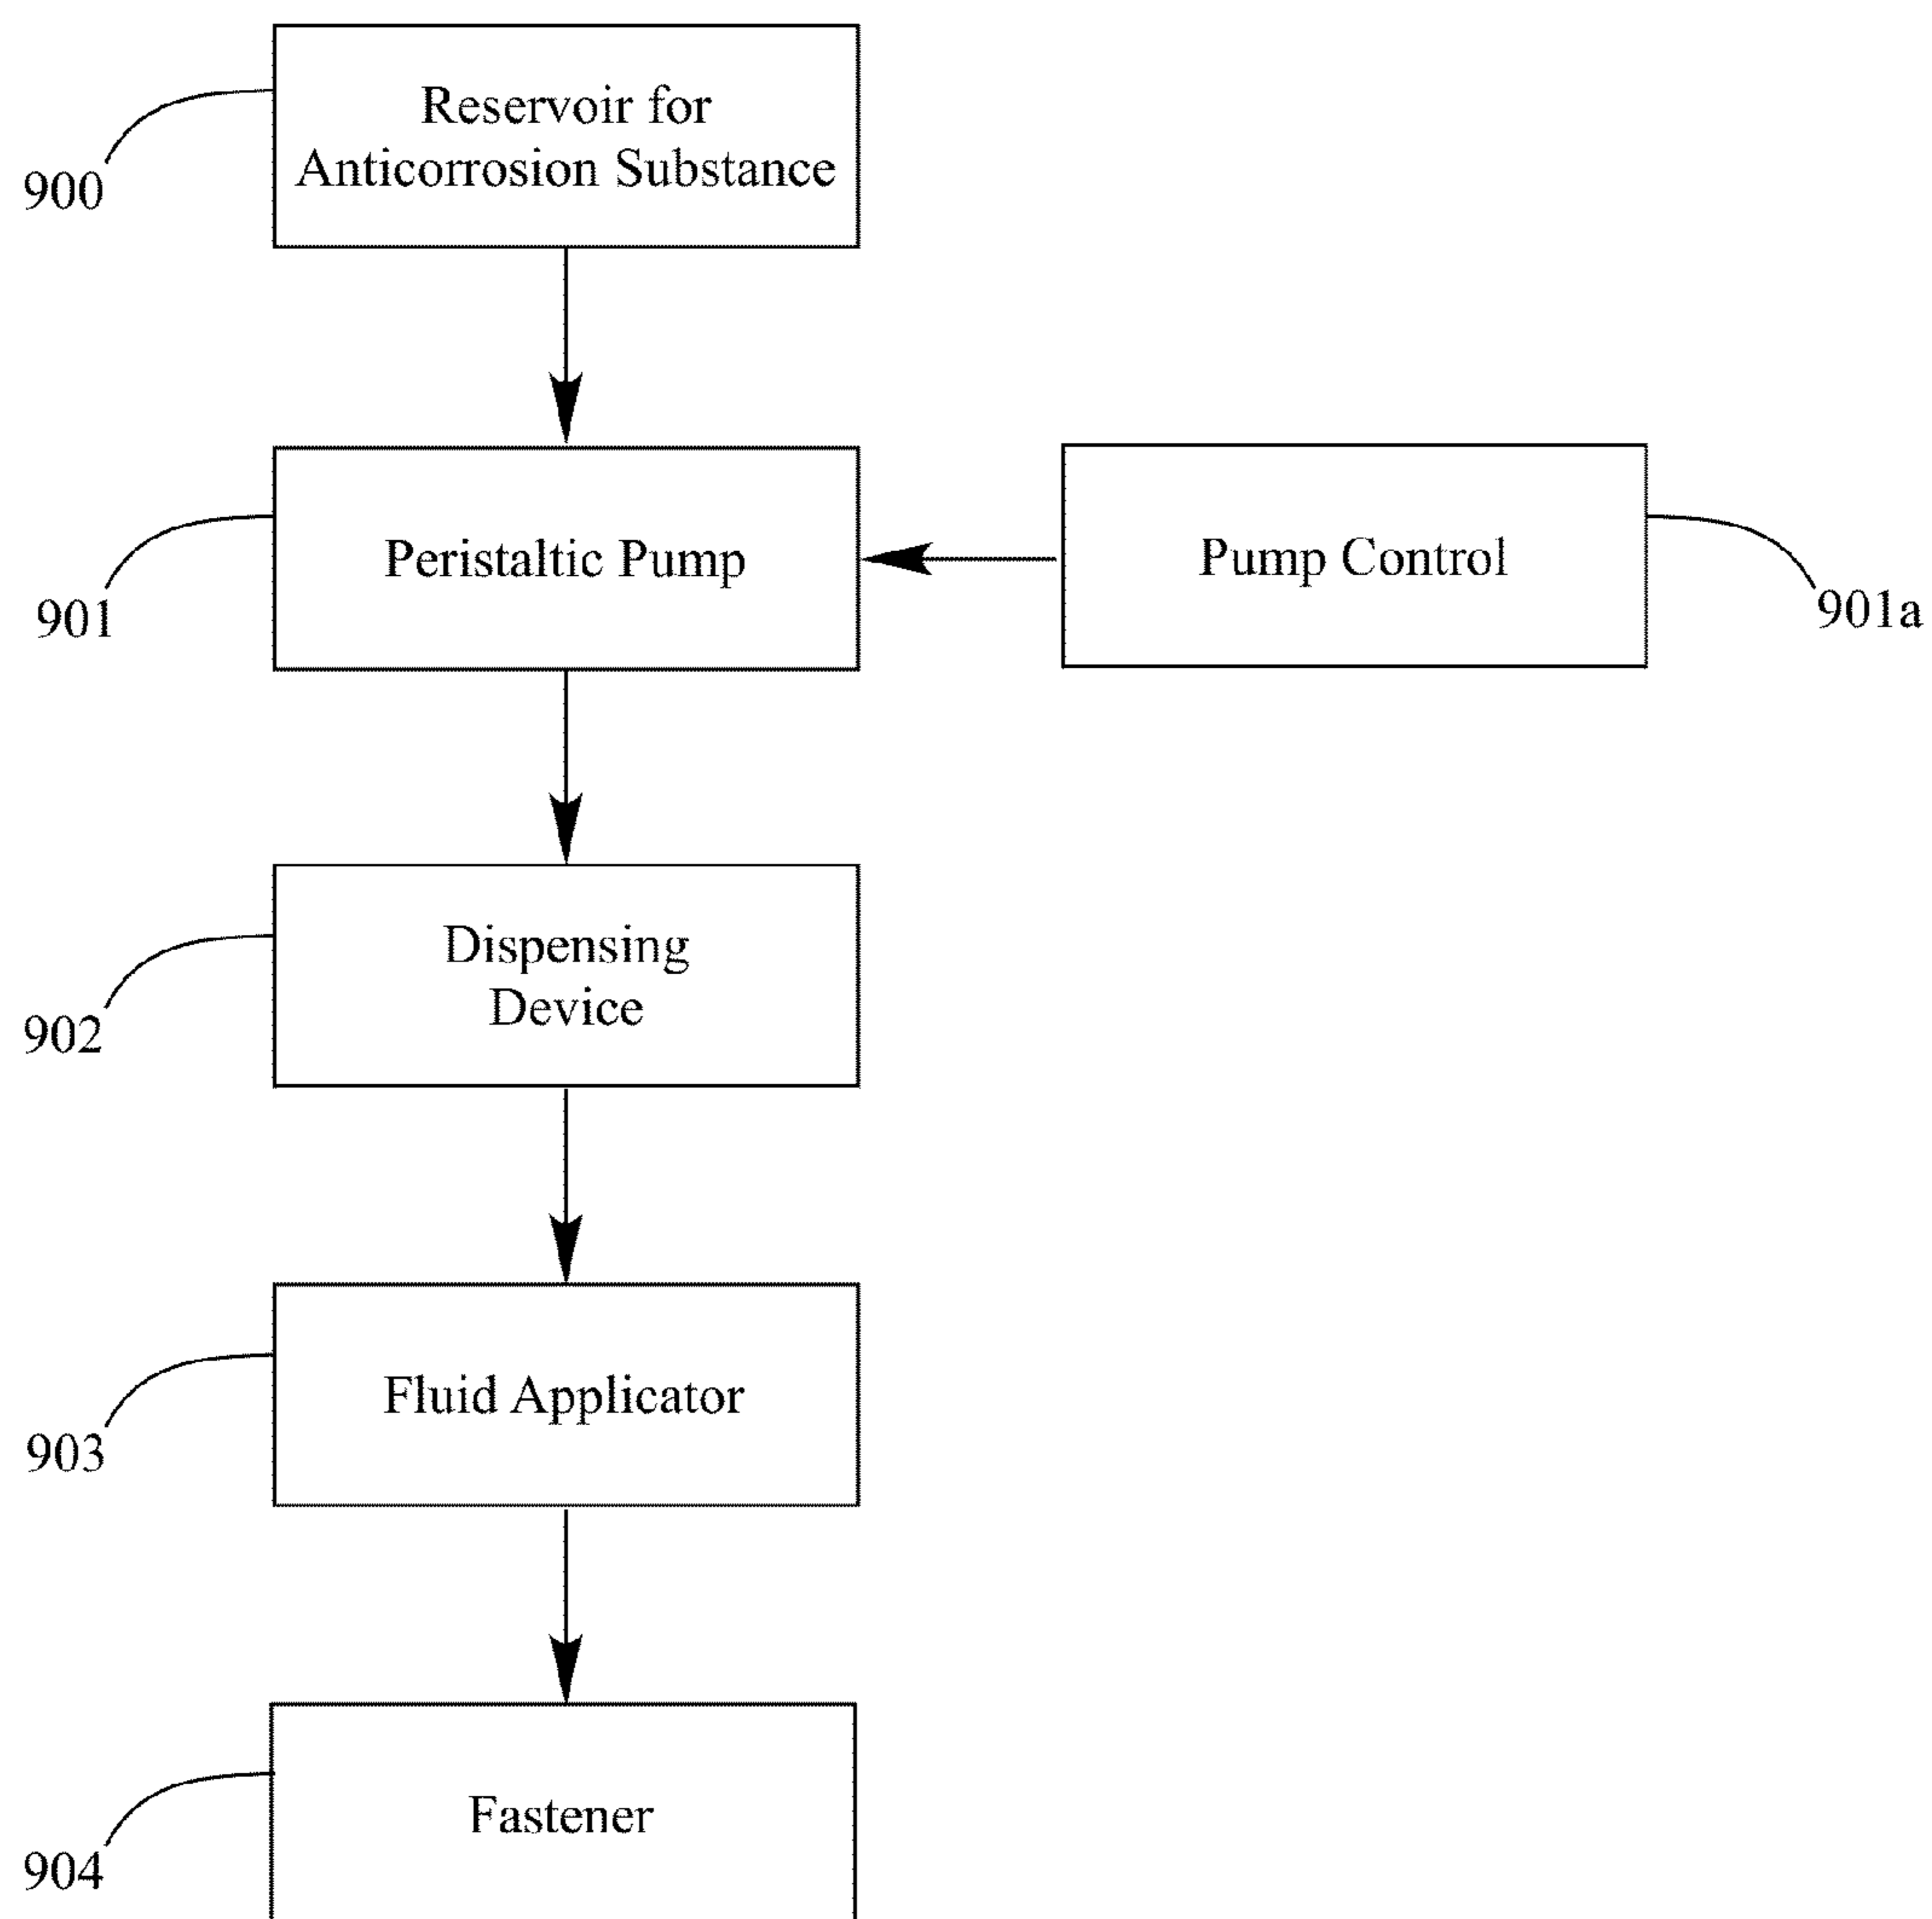 Reservoir for
Anticorrosion Substance
900
Peristaltic Pump
Pump Control
901
901a
Dispensing
Device
902
Fluid Applicator
903
Fastener
904